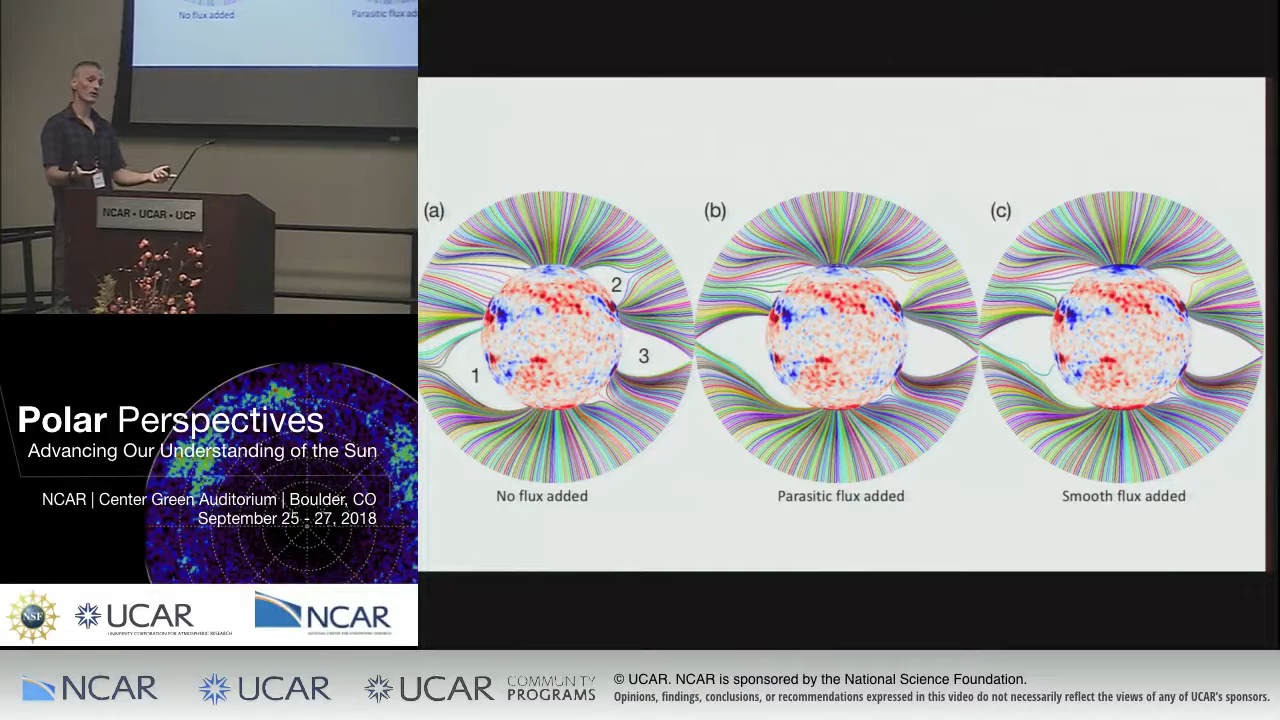 No flux added
Parasitic flux ad
NCAR • UCAR • UCP
(a)
(b)
(c)
2
3
1
No flux added
Parasitic flux added
Smooth flux added
Polar Perspectives
Advancing Our Understanding of the Sun
NCAR | Center Green Auditorium | Boulder, CO
September 25 - 27, 2018
NSF
UCAR
UNIVERSITY CORPORATION FOR ATMOSPHERIC RESEARCH
NCAR
NATIONAL CENTER FOR ATMOSPHERIC RESEARCH
NCAR
UCAR
UCAR
COMMUNITY
PROGRAMS
© UCAR. NCAR is sponsored by the National Science Foundation.
Opinions, findings, conclusions, or recommendations expressed in this video do not necessarily reflect the views of any of UCAR's sponsors.